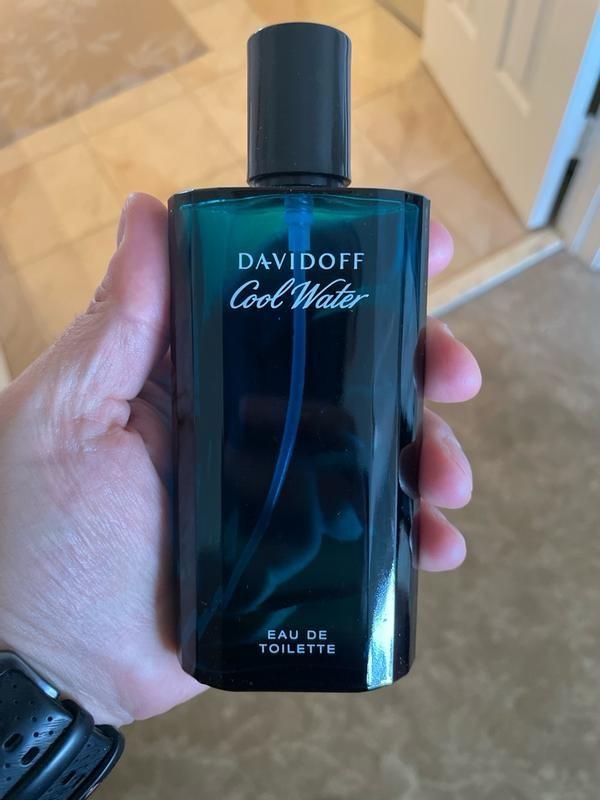 DAVIDOFF
Cool Water
EAU DE
TOILETTE